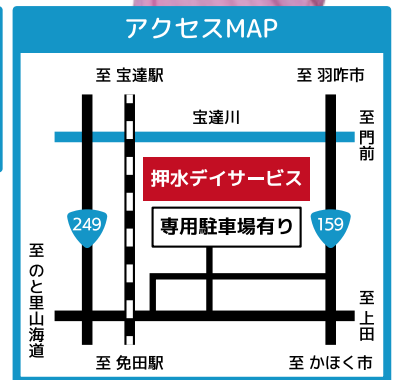 アクセスMAP
至 宝達駅
至 羽咋市
宝達川
至門前
押水デイサービス
専用駐車場有り
249
159
至のと里山海道
至上田
至 免田駅
至 かほく市